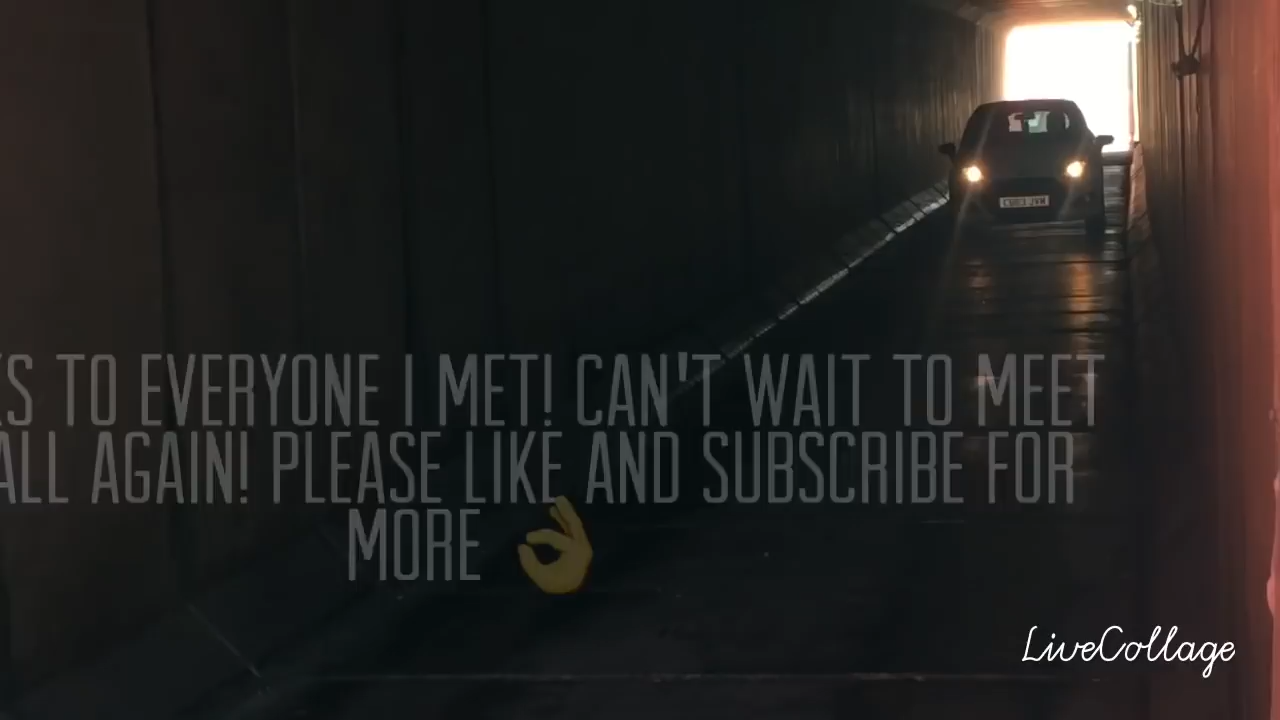 TO EVERYONE I MET! CAN'T WAIT TO MEET
ALL AGAIN! PLEASE LIKE AND SUBSCRIBE FOR
MORE 👌
LiveCollage